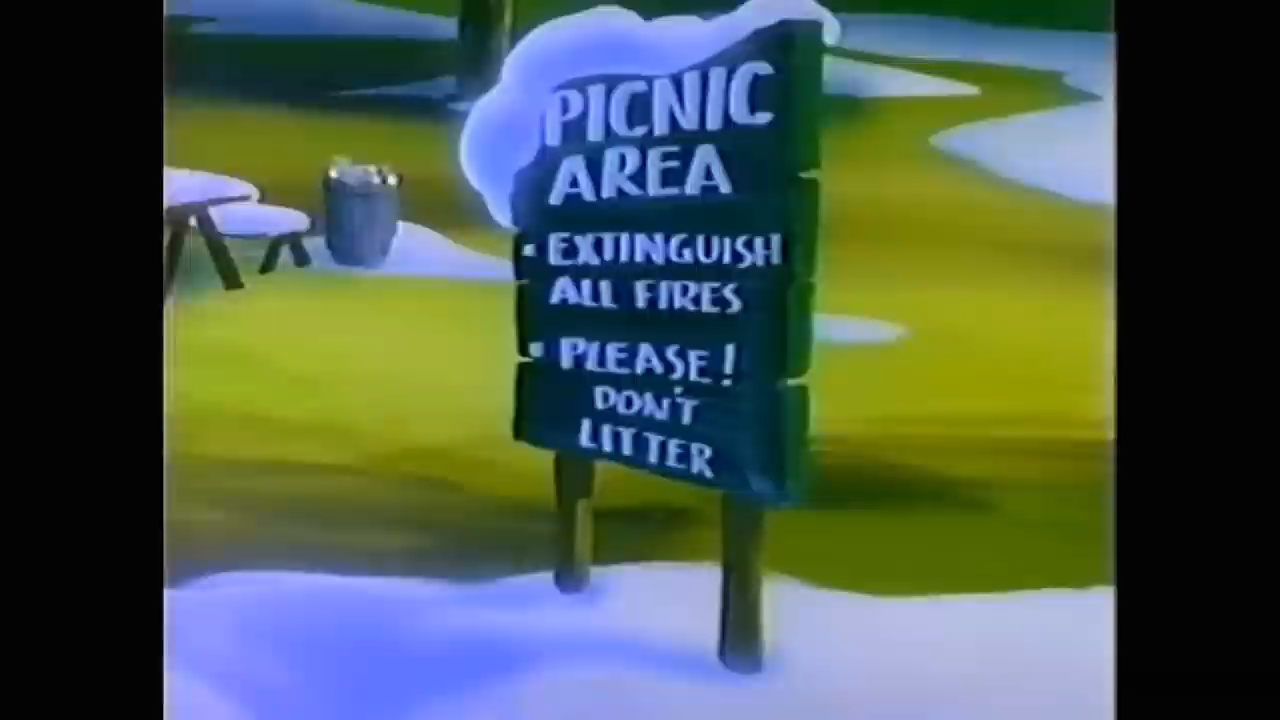 PICNIC
AREA
• EXTINGUISH
ALL FIRES
• PLEASE!
DON'T
LITTER